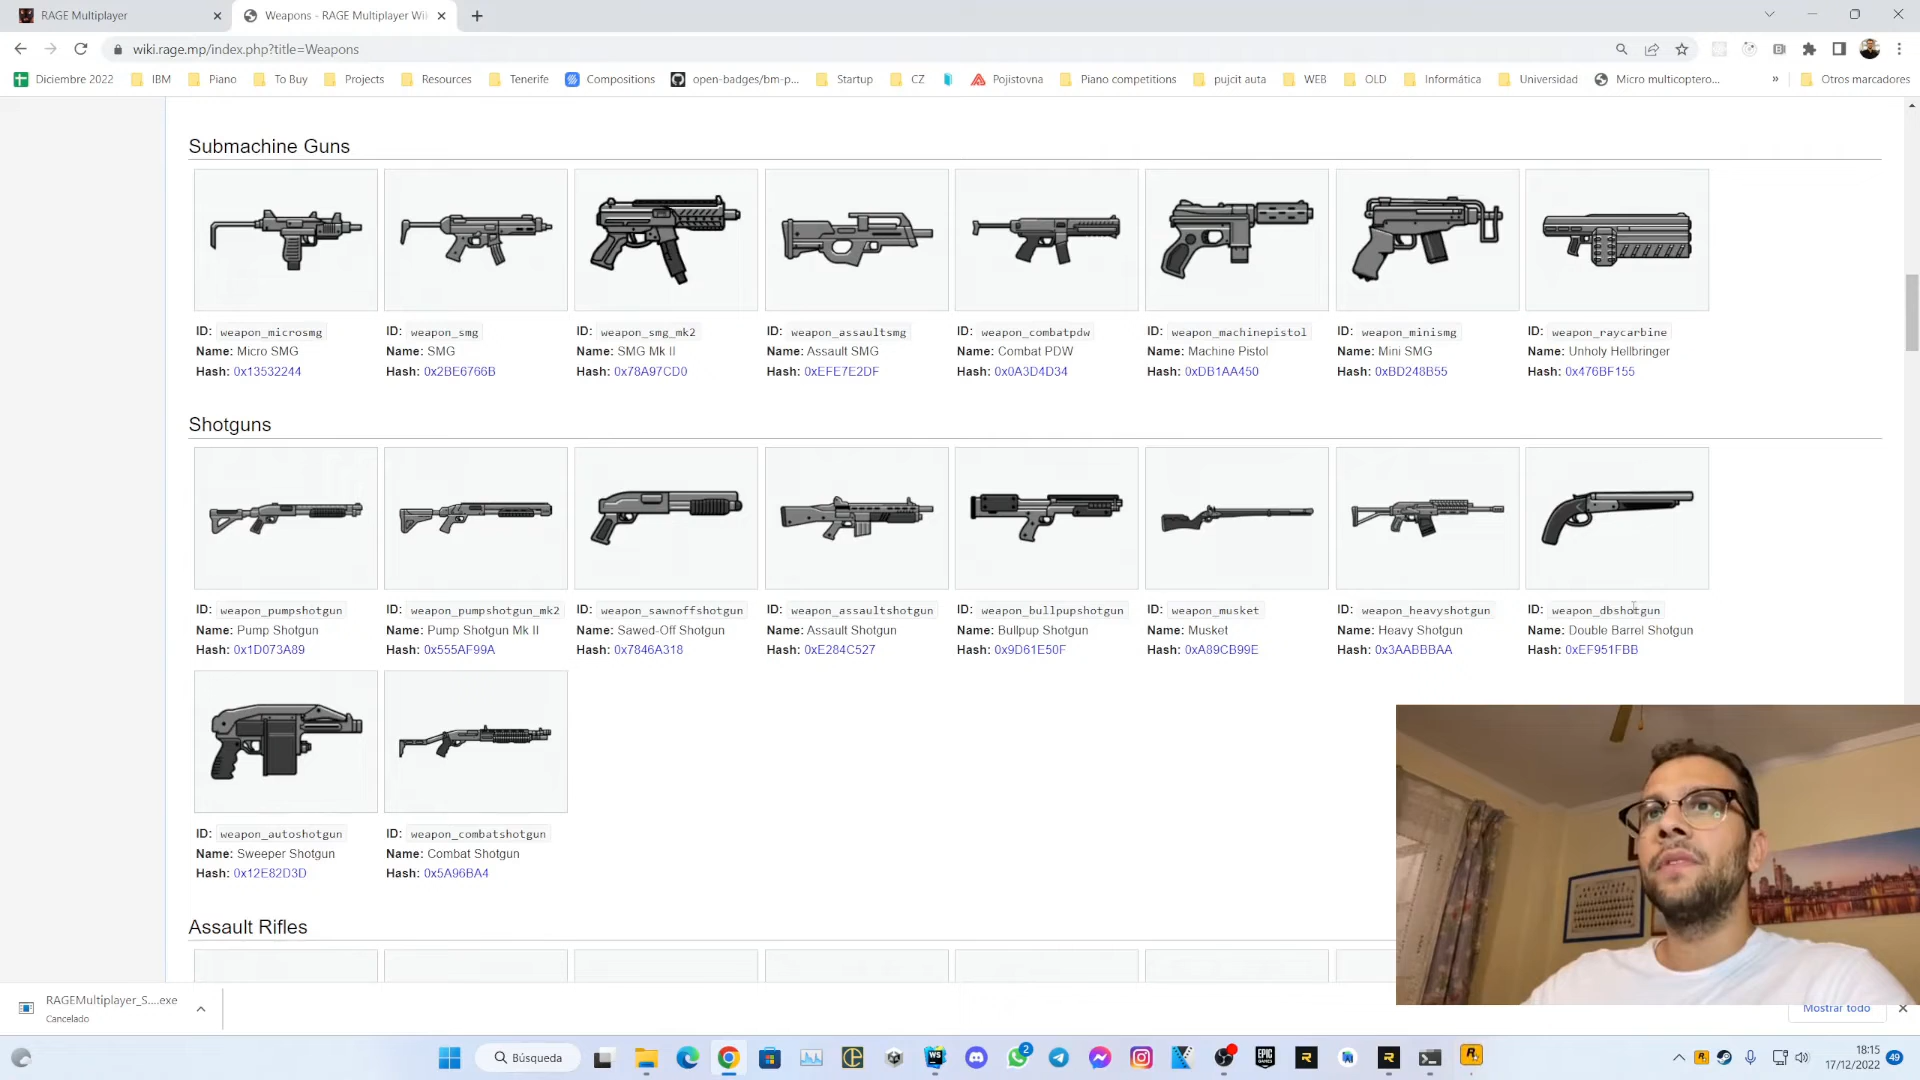 RAGE Multiplayer
Weapons - RAGE Multiplayer Wi
wiki.rage.mp/index.php?title=Weapons
Diciembre 2022 IBM Piano To Buy Projects Resources Tenerife Compositions open-badges/bm-p... Startup CZ Pojistovna Piano competitions pujcit auta WEB OLD Informática Universidad Micro multicoptero... » Otros marcadores
Submachine Guns
ID: weapon_microsmg ID: weapon_smg ID: weapon_smg_mk2 ID: weapon_assaultsmg ID: weapon_combatpdw ID: weapon_machinepistol ID: weapon_minismg ID: weapon_raycarbine
Name: Micro SMG Name: SMG Name: SMG Mk II Name: Assault SMG Name: Combat PDW Name: Machine Pistol Name: Mini SMG Name: Unholy Hellbringer
Hash: 0x13532244 Hash: 0x2BE6766B Hash: 0x78A97CD0 Hash: 0xEFE7E2DF Hash: 0x0A3D4D34 Hash: 0xDB1AA450 Hash: 0xBD248B55 Hash: 0x476BF155
Shotguns
ID: weapon_pumpshotgun ID: weapon_pumpshotgun_mk2 ID: weapon_sawnoffshotgun ID: weapon_assaultshotgun ID: weapon_bullpupshotgun ID: weapon_musket ID: weapon_heavyshotgun ID: weapon_dbshotgun
Name: Pump Shotgun Name: Pump Shotgun Mk II Name: Sawed-Off Shotgun Name: Assault Shotgun Name: Bullpup Shotgun Name: Musket Name: Heavy Shotgun Name: Double Barrel Shotgun
Hash: 0x1D073A89 Hash: 0x555AF99A Hash: 0x7846A318 Hash: 0xE284C527 Hash: 0x9D61E50F Hash: 0xA89CB99E Hash: 0x3AABBBAA Hash: 0xEF951FBB
ID: weapon_autoshotgun ID: weapon_combatshotgun
Name: Sweeper Shotgun Name: Combat Shotgun
Hash: 0x12E82D3D Hash: 0x5A96BA4
Assault Rifles
RAGEMultiplayer_S....exe
Cancelado
Mostrar todo
Búsqueda
WS
2
EPIC GAMES
18:15
17/12/2022
49